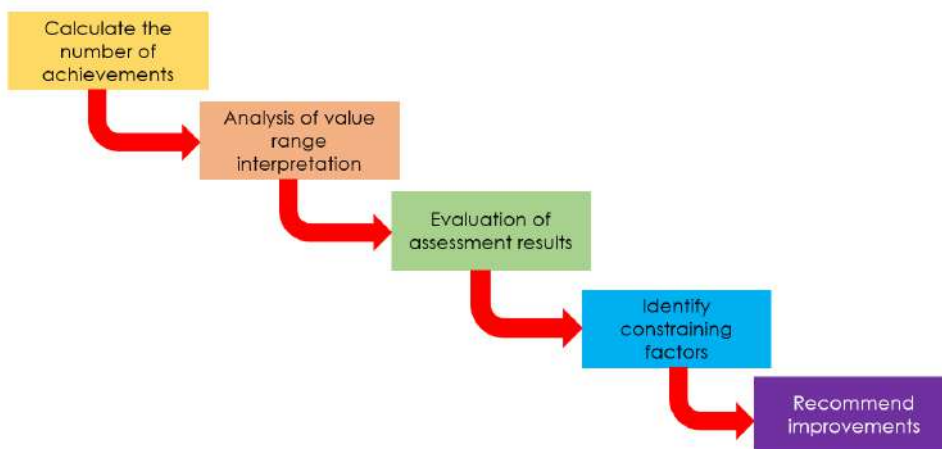 Calculate the
number of
achievements
Analysis of value
range
interpretation
Evaluation of
assessment results
Identify
constraining
factors
Recommend
improvements